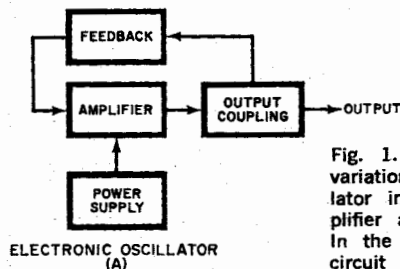 FEEDBACK
AMPLIFIER
OUTPUT
COUPLING
OUTPUT
POWER
SUPPLY
ELECTRONIC OSCILLATOR
(A)
Fig. 1.
variation
lator in
plifier a
In the
circuit